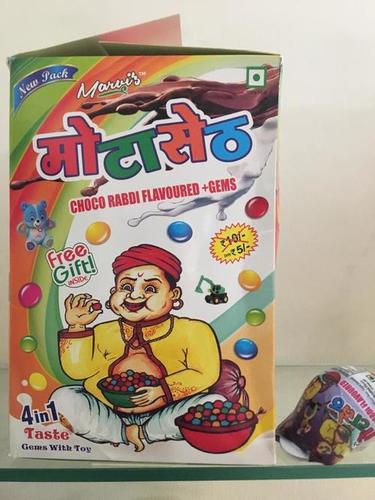 New Pack
Marvi's™
मोटासेठ
CHOCO RABDI FLAVOURED +GEMS
₹10/-
₹5/-
Free
Gift!
INSIDE
4 in 1
Taste
Gems With Toy